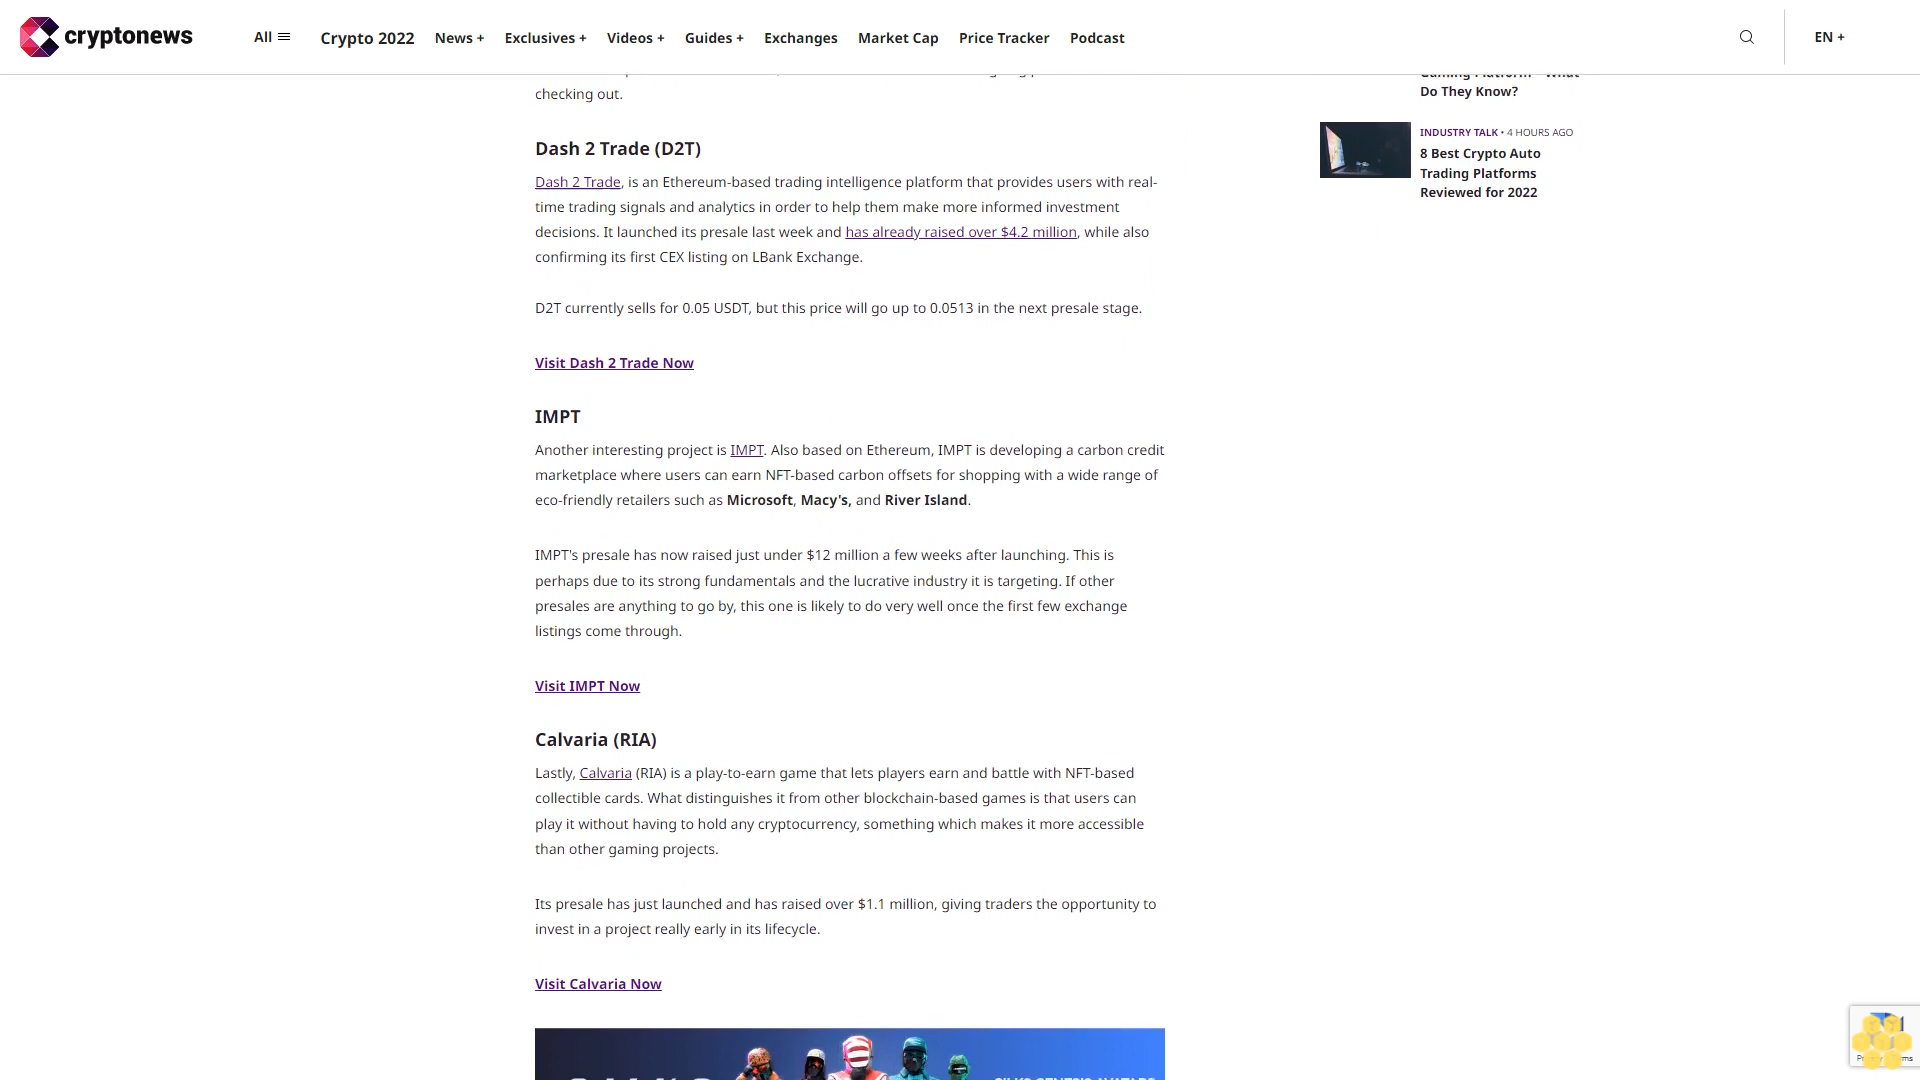 cryptonews
All
Crypto 2022
News +
Exclusives +
Videos +
Guides +
Exchanges
Market Cap
Price Tracker
Podcast
EN +
checking out.
Dash 2 Trade (D2T)
Dash 2 Trade, is an Ethereum-based trading intelligence platform that provides users with real-
time trading signals and analytics in order to help them make more informed investment
decisions. It launched its presale last week and has already raised over $4.2 million, while also
confirming its first CEX listing on LBank Exchange.
D2T currently sells for 0.05 USDT, but this price will go up to 0.0513 in the next presale stage.
Visit Dash 2 Trade Now
IMPT
Another interesting project is IMPT. Also based on Ethereum, IMPT is developing a carbon credit
marketplace where users can earn NFT-based carbon offsets for shopping with a wide range of
eco-friendly retailers such as Microsoft, Macy's, and River Island.
IMPT's presale has now raised just under $12 million a few weeks after launching. This is
perhaps due to its strong fundamentals and the lucrative industry it is targeting. If other
presales are anything to go by, this one is likely to do very well once the first few exchange
listings come through.
Visit IMPT Now
Calvaria (RIA)
Lastly, Calvaria (RIA) is a play-to-earn game that lets players earn and battle with NFT-based
collectible cards. What distinguishes it from other blockchain-based games is that users can
play it without having to hold any cryptocurrency, something which makes it more accessible
than other gaming projects.
Its presale has just launched and has raised over $1.1 million, giving traders the opportunity to
invest in a project really early in its lifecycle.
Visit Calvaria Now
Gaming Platform – What
Do They Know?
INDUSTRY TALK • 4 HOURS AGO
8 Best Crypto Auto
Trading Platforms
Reviewed for 2022